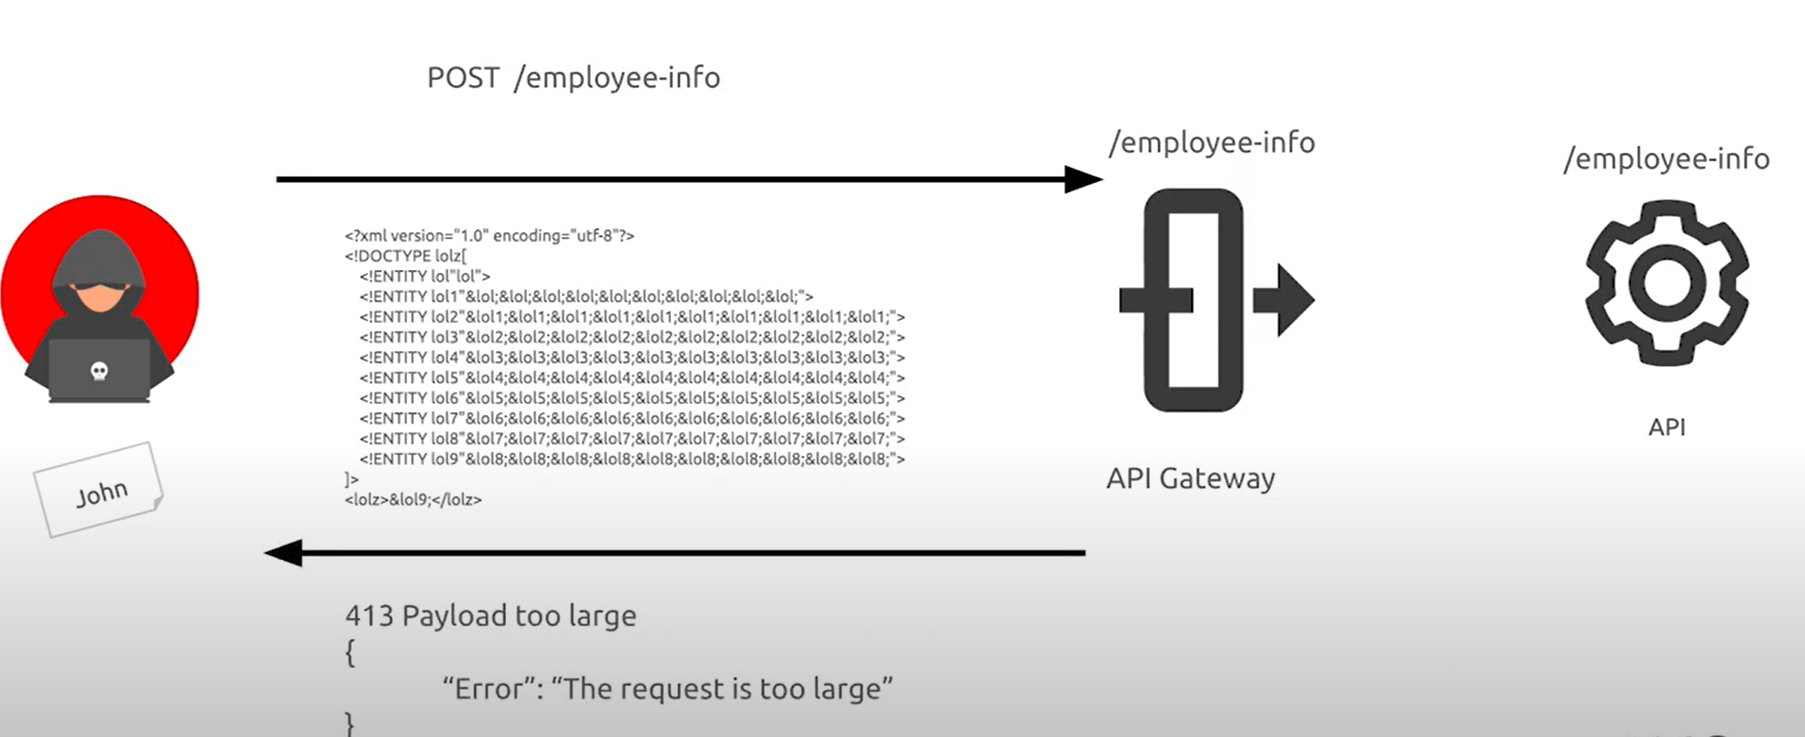 POST /employee-info
/employee-info
/employee-info
<?xml version="1.0" encoding="utf-8"?>
<!DOCTYPE lolz[
<!ENTITY lol"lol">
<!ENTITY lol1"&lol;&lol;&lol;&lol;&lol;&lol;&lol;&lol;&lol;&lol;">
<!ENTITY lol2"&lol1;&lol1;&lol1;&lol1;&lol1;&lol1;&lol1;&lol1;&lol1;&lol1;">
<!ENTITY lol3"&lol2;&lol2;&lol2;&lol2;&lol2;&lol2;&lol2;&lol2;&lol2;&lol2;">
<!ENTITY lol4"&lol3;&lol3;&lol3;&lol3;&lol3;&lol3;&lol3;&lol3;&lol3;&lol3;">
<!ENTITY lol5"&lol4;&lol4;&lol4;&lol4;&lol4;&lol4;&lol4;&lol4;&lol4;&lol4;">
<!ENTITY lol6"&lol5;&lol5;&lol5;&lol5;&lol5;&lol5;&lol5;&lol5;&lol5;&lol5;">
<!ENTITY lol7"&lol6;&lol6;&lol6;&lol6;&lol6;&lol6;&lol6;&lol6;&lol6;&lol6;">
<!ENTITY lol8"&lol7;&lol7;&lol7;&lol7;&lol7;&lol7;&lol7;&lol7;&lol7;&lol7;">
<!ENTITY lol9"&lol8;&lol8;&lol8;&lol8;&lol8;&lol8;&lol8;&lol8;&lol8;&lol8;">
]>
<lolz>&lol9;</lolz>
John
API Gateway
API
413 Payload too large
{
“Error”: “The request is too large”
}